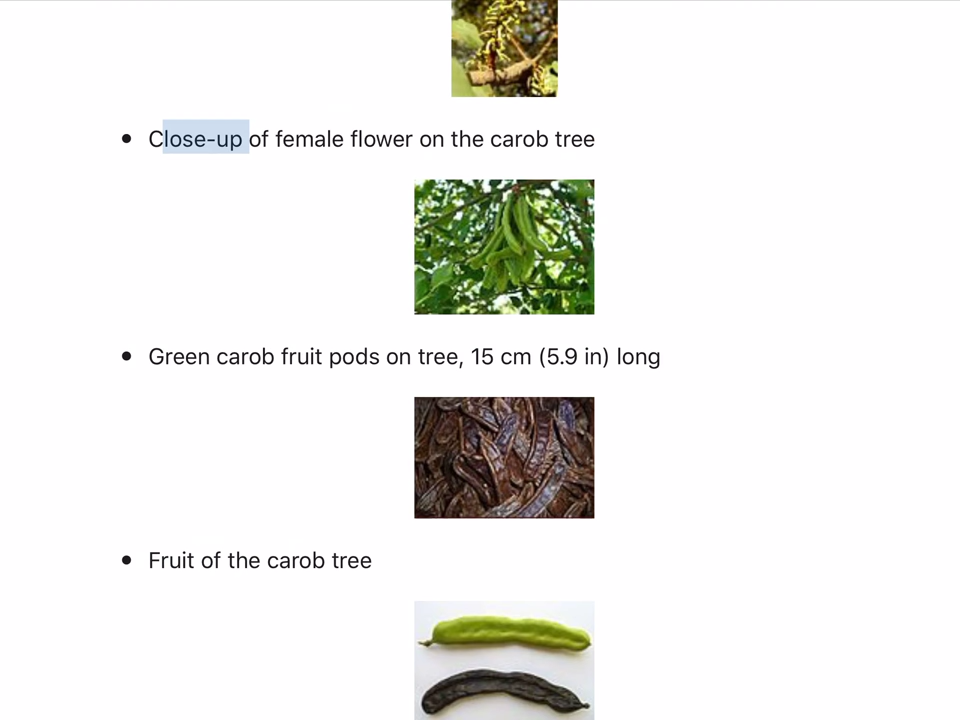 Close-up of female flower on the carob tree
Green carob fruit pods on tree, 15 cm (5.9 in) long
Fruit of the carob tree